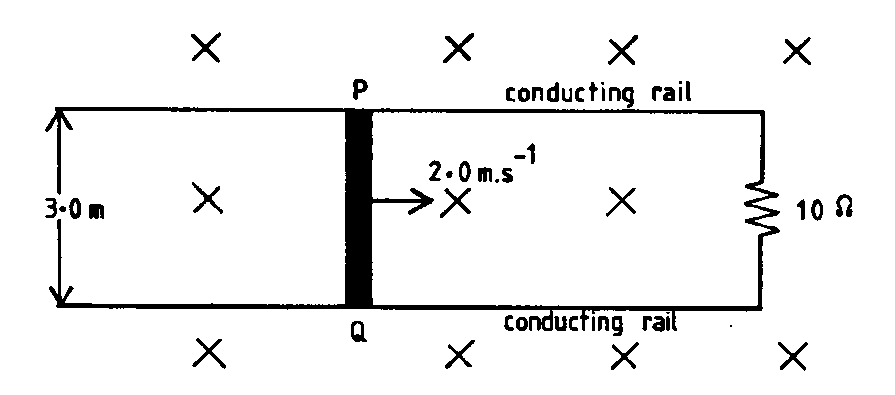 P
conducting rail
2·0 m.s⁻¹
3·0 m
10 Ω
Q
conducting rail